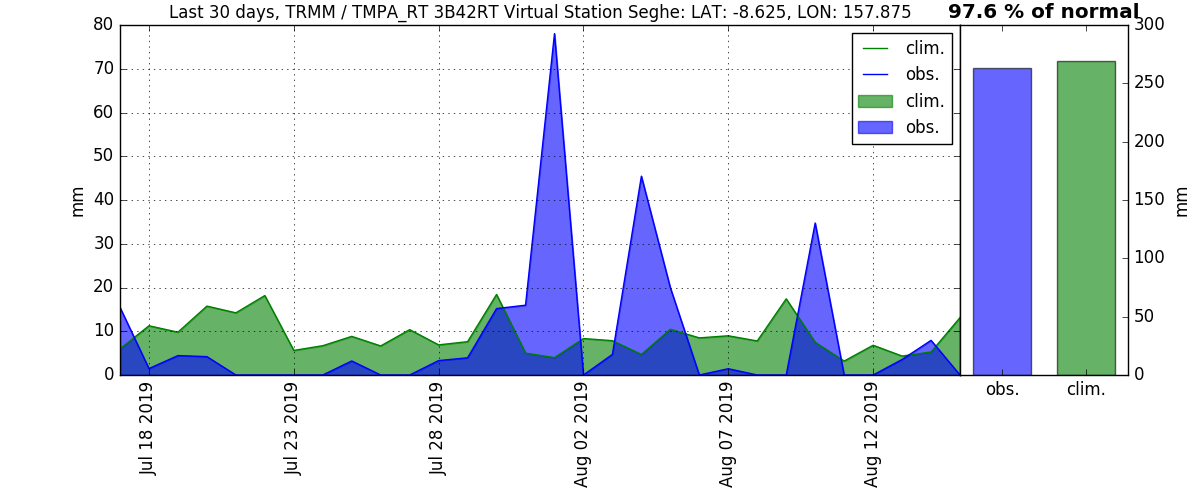 Last 30 days, TRMM / TMPA_RT 3B42RT Virtual Station Seghe: LAT: -8.625, LON: 157.875
97.6 % of normal
80
70
60
50
40
30
20
10
0
mm
clim.
obs.
clim.
obs.
300
250
200
150
100
50
0
mm
Jul 18 2019
Jul 23 2019
Jul 28 2019
Aug 02 2019
Aug 07 2019
Aug 12 2019
obs.
clim.